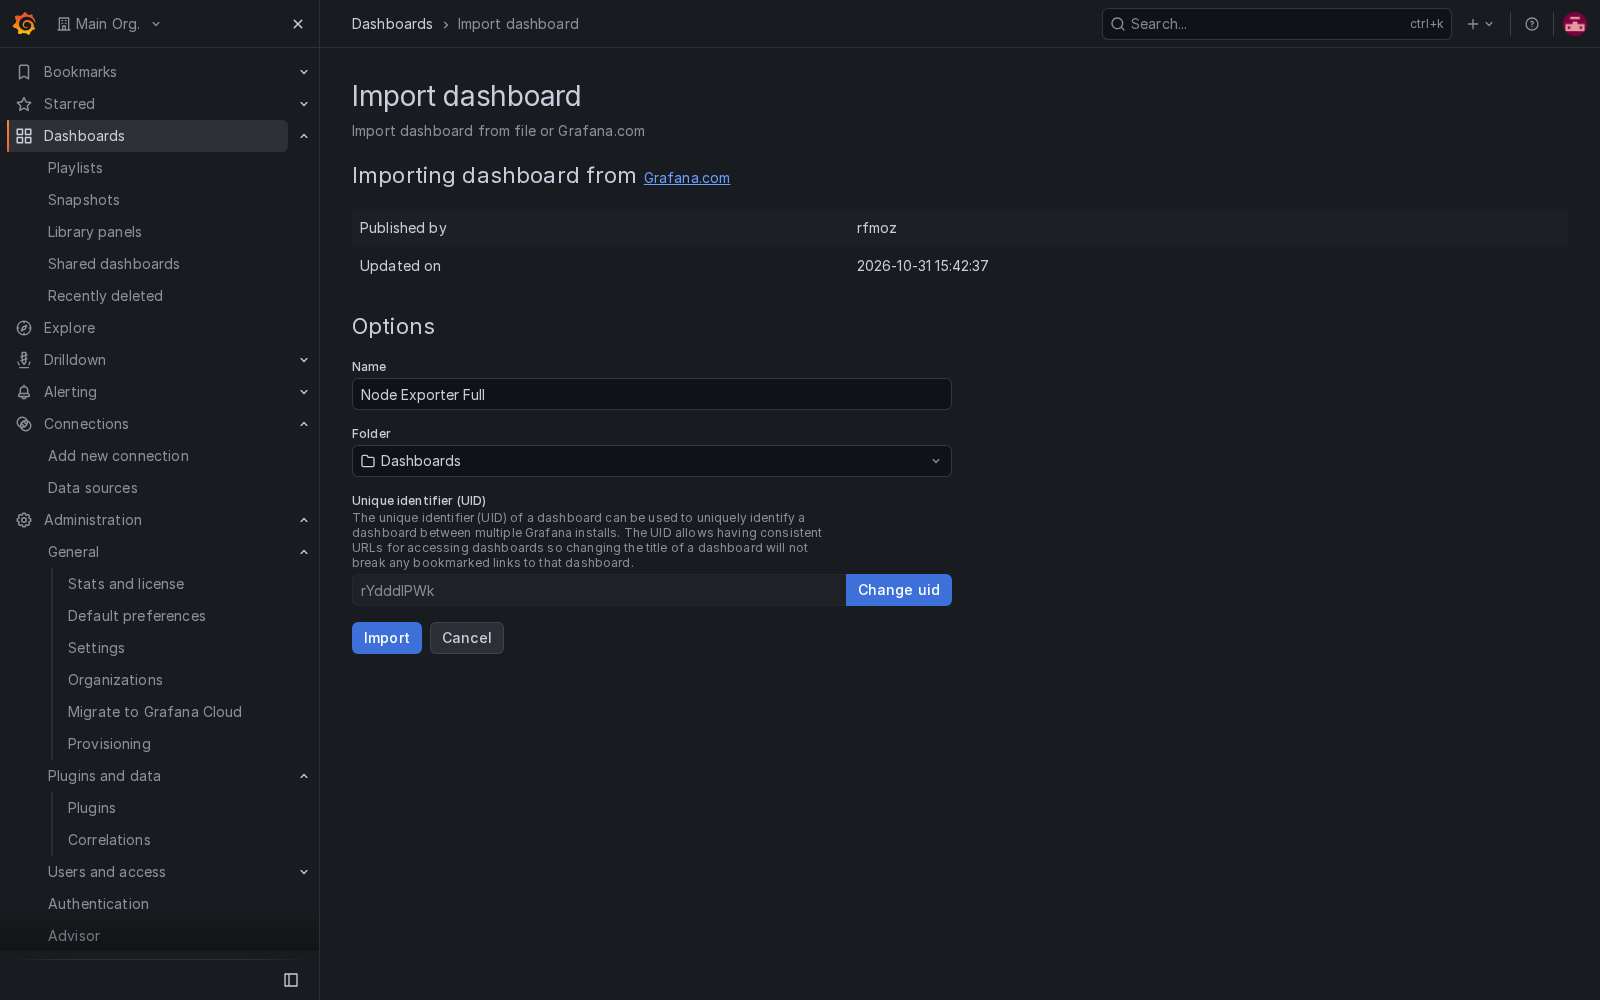 Main Org.
Dashboards
Import dashboard
Search...
ctrl+k
Bookmarks
Starred
Dashboards
Playlists
Snapshots
Library panels
Shared dashboards
Recently deleted
Explore
Drilldown
Alerting
Connections
Add new connection
Data sources
Administration
General
Stats and license
Default preferences
Settings
Organizations
Migrate to Grafana Cloud
Provisioning
Plugins and data
Plugins
Correlations
Users and access
Authentication
Advisor
Import dashboard
Import dashboard from file or Grafana.com
Importing dashboard from Grafana.com
Published by rfmoz
Updated on 2026-10-31 15:42:37
Options
Name
Node Exporter Full
Folder
Dashboards
Unique identifier (UID)
The unique identifier (UID) of a dashboard can be used to uniquely identify a
dashboard between multiple Grafana installs. The UID allows having consistent
URLs for accessing dashboards so changing the title of a dashboard will not
break any bookmarked links to that dashboard.
rYdddlPWk
Change uid
Import
Cancel